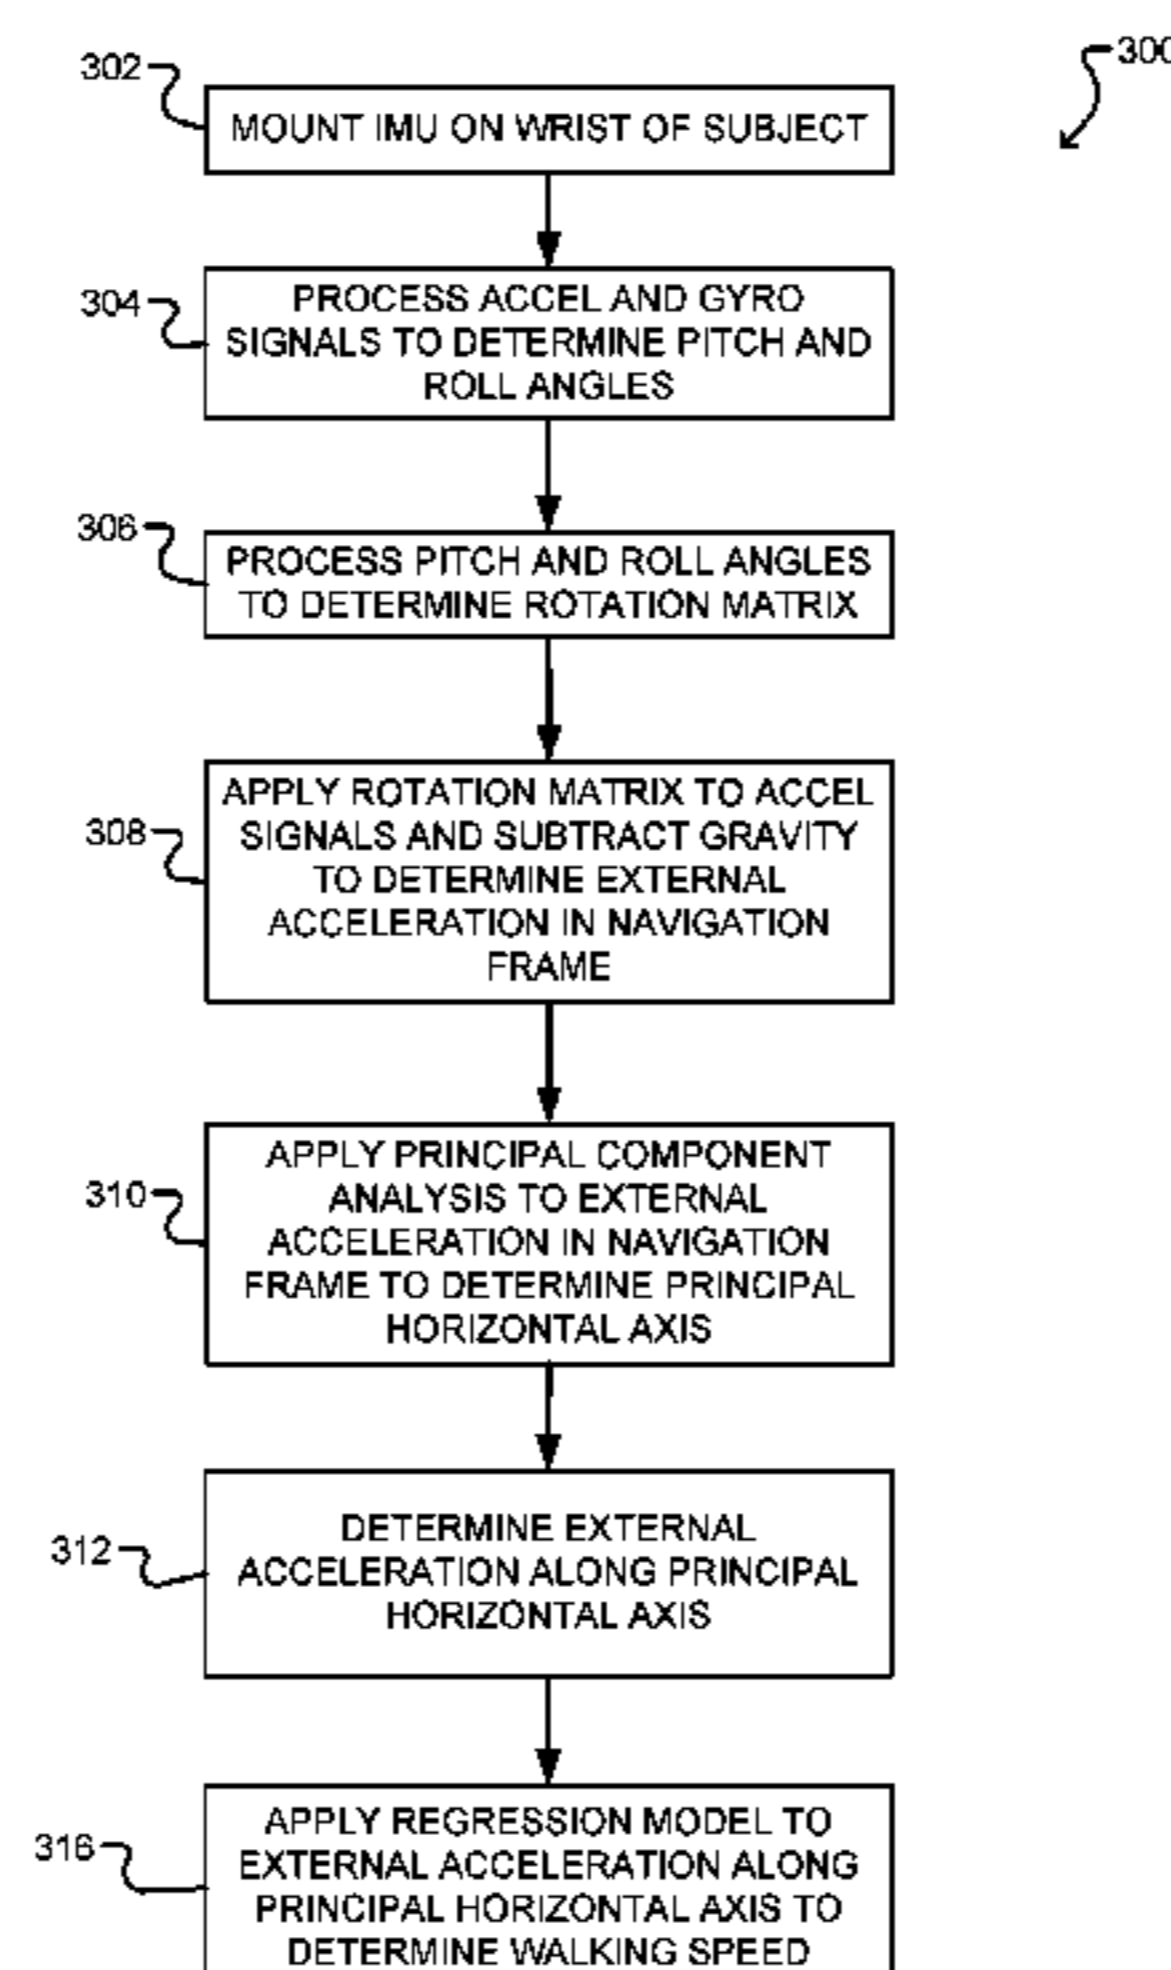 300
302
MOUNT IMU ON WRIST OF SUBJECT
304
PROCESS ACCEL AND GYRO
SIGNALS TO DETERMINE PITCH AND
ROLL ANGLES
306
PROCESS PITCH AND ROLL ANGLES
TO DETERMINE ROTATION MATRIX
308
APPLY ROTATION MATRIX TO ACCEL
SIGNALS AND SUBTRACT GRAVITY
TO DETERMINE EXTERNAL
ACCELERATION IN NAVIGATION
FRAME
310
APPLY PRINCIPAL COMPONENT
ANALYSIS TO EXTERNAL
ACCELERATION IN NAVIGATION
FRAME TO DETERMINE PRINCIPAL
HORIZONTAL AXIS
312
DETERMINE EXTERNAL
ACCELERATION ALONG PRINCIPAL
HORIZONTAL AXIS
316
APPLY REGRESSION MODEL TO
EXTERNAL ACCELERATION ALONG
PRINCIPAL HORIZONTAL AXIS TO
DETERMINE WALKING SPEED